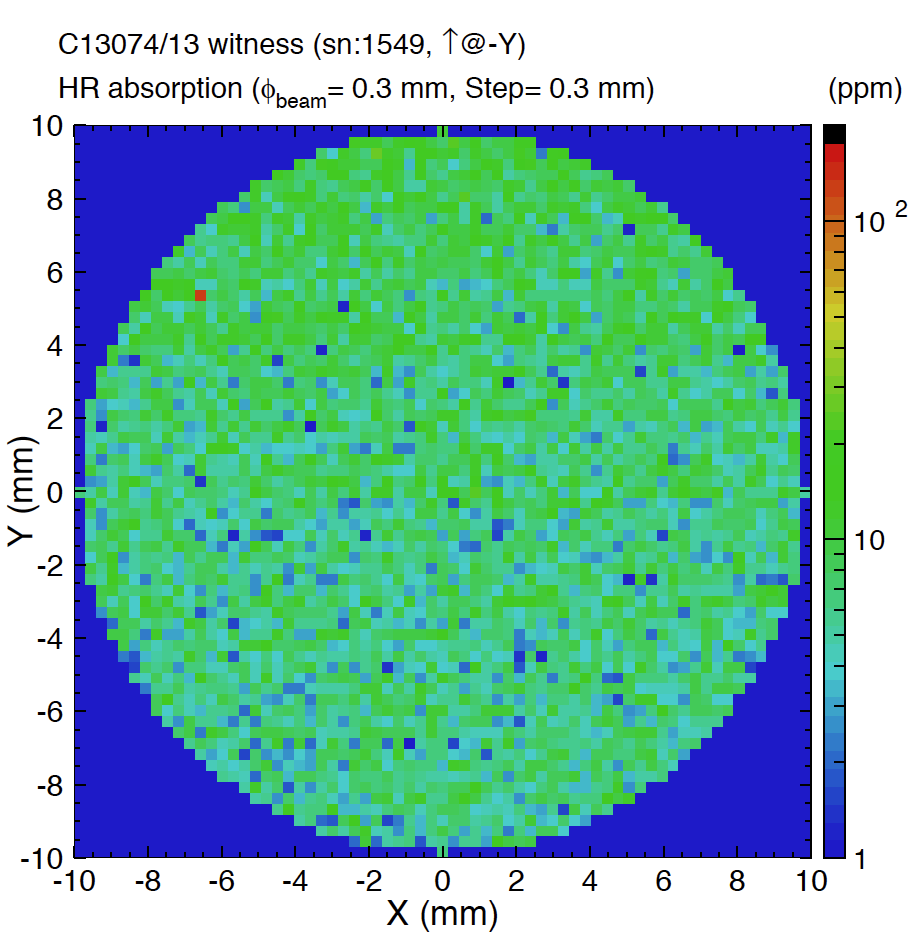 C13074/13 witness (sn:1549, ↑@-Y)
HR absorption (ϕbeam= 0.3 mm, Step= 0.3 mm)
(ppm)
10
8
6
4
2
0
-2
-4
-6
-8
-10
Y (mm)
-10 -8 -6 -4 -2 0 2 4 6 8 10
X (mm)
10 2
10
1